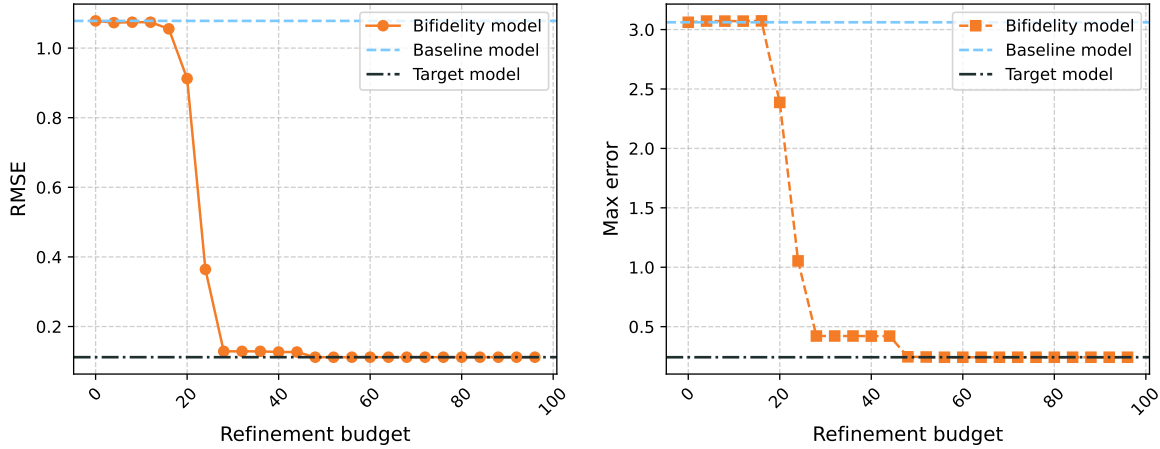 RMSE
1.0
0.8
0.6
0.4
0.2
0
20
40
60
80
100
Refinement budget
Bifidelity model
Baseline model
Target model
Max error
3.0
2.5
2.0
1.5
1.0
0.5
0
20
40
60
80
100
Refinement budget
Bifidelity model
Baseline model
Target model